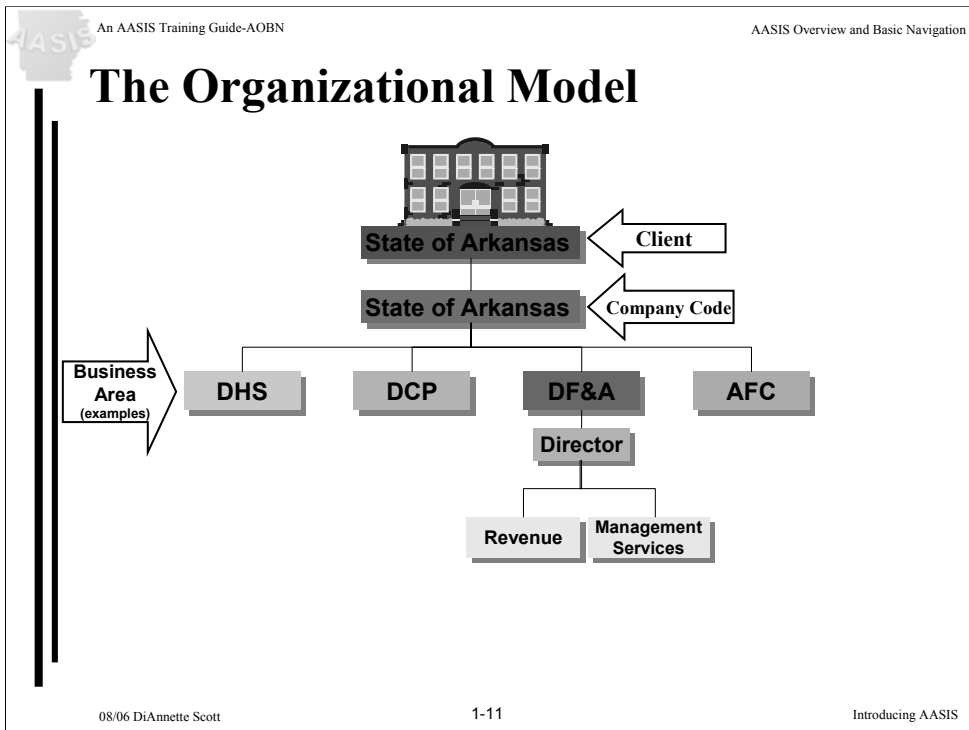 AASIS
An AASIS Training Guide-AOBN
AASIS Overview and Basic Navigation
The Organizational Model
State of Arkansas
Client
State of Arkansas
Company Code
Business
Area
(examples)
DHS
DCP
DF&A
AFC
Director
Revenue
Management
Services
08/06 DiAnnette Scott
1-11
Introducing AASIS